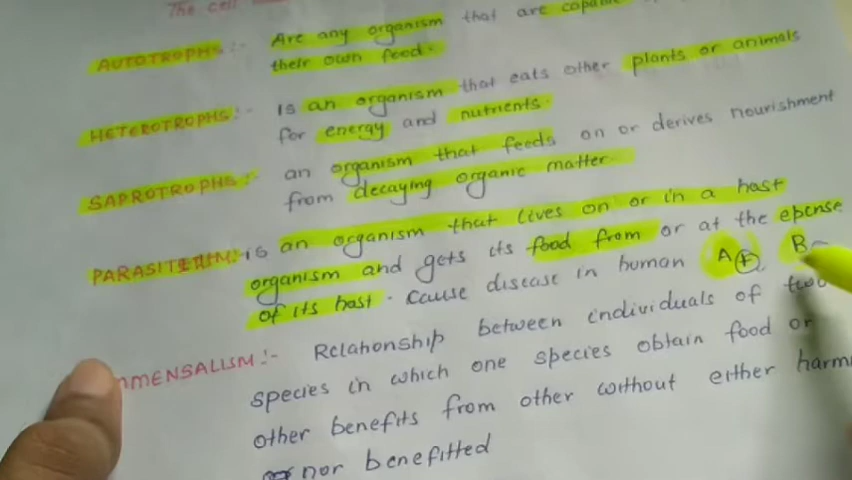 The cell
AUTOTROPHS :- Are any organism that are capable
their own feed.
HETEROTROPHS :- is an organism that eats other plants or animals
for energy and nutrients.
SAPROTROPHS :- an organism that feeds on or derives nourishment
from decaying organic matter.
is an organism that lives on or in a host
organism and gets its food from or at the epense
of its host. cause disease in human A + B -
MMENSALISM :- Relationship between individuals of two
species in which one species obtain food or
other benefits from other without either harm
nor benefitted